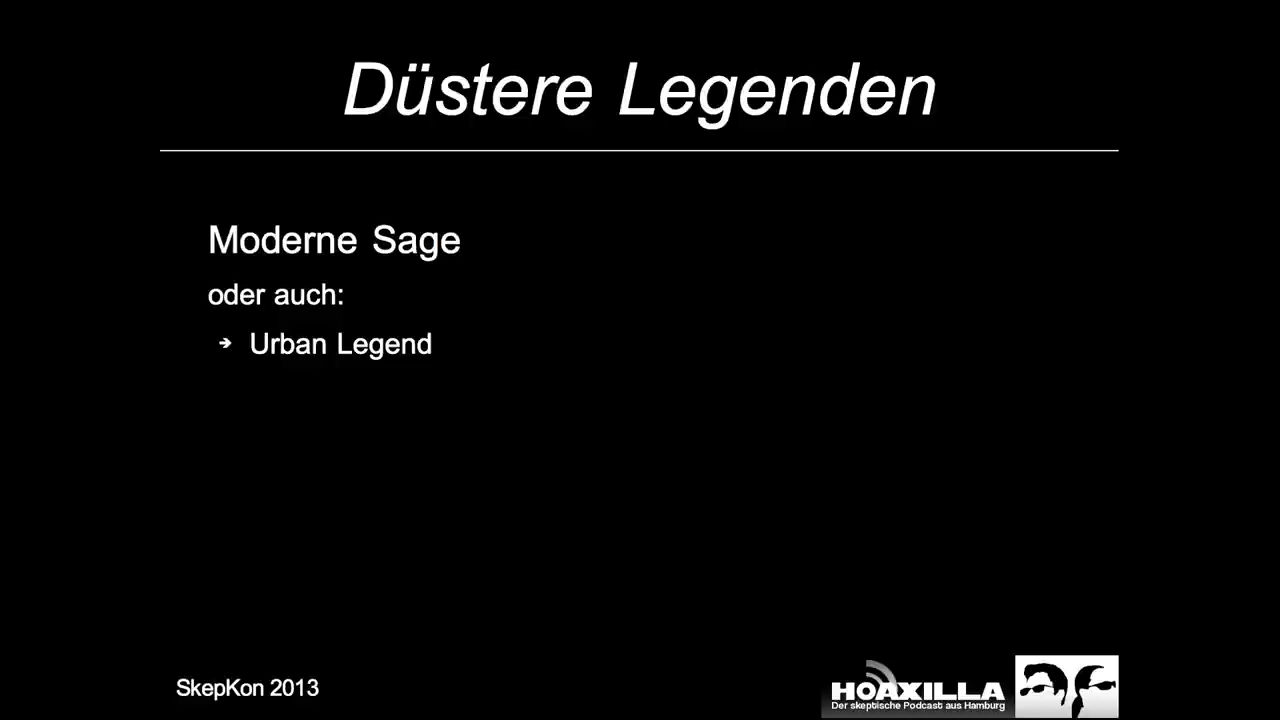 Düstere Legenden
Moderne Sage
oder auch:
➔ Urban Legend
SkepKon 2013
HOAXILLA
Der skeptische Podcast aus Hamburg